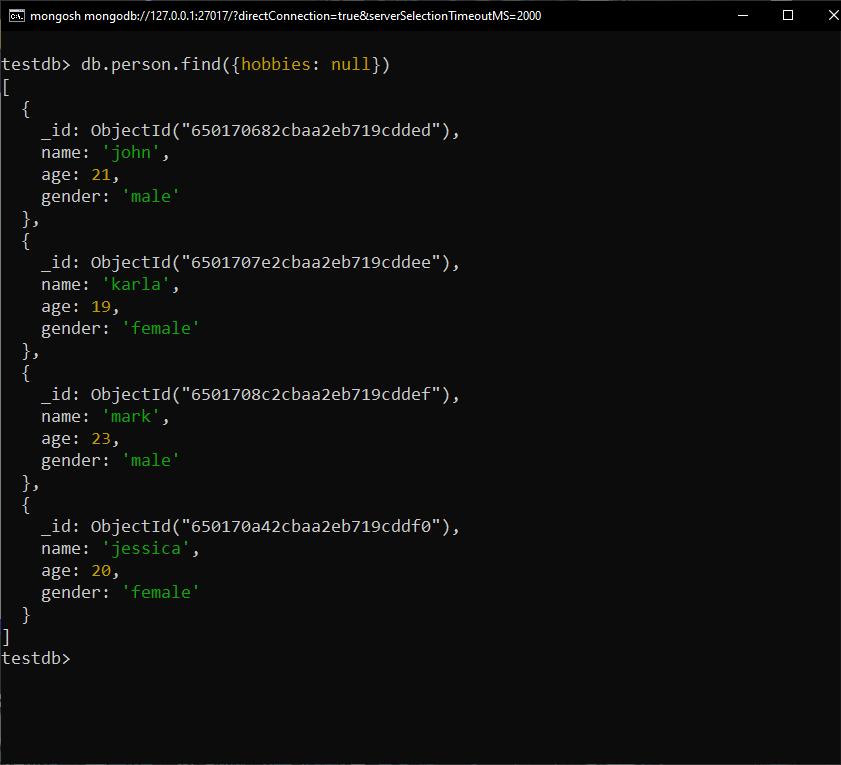 mongosh mongodb://127.0.0.1:27017/?directConnection=true&serverSelectionTimeoutMS=2000
testdb> db.person.find({hobbies: null})
[
  {
    _id: ObjectId("650170682cbaa2eb719cdded"),
    name: 'john',
    age: 21,
    gender: 'male'
  },
  {
    _id: ObjectId("6501707e2cbaa2eb719cddee"),
    name: 'karla',
    age: 19,
    gender: 'female'
  },
  {
    _id: ObjectId("6501708c2cbaa2eb719cddef"),
    name: 'mark',
    age: 23,
    gender: 'male'
  },
  {
    _id: ObjectId("650170a42cbaa2eb719cddf0"),
    name: 'jessica',
    age: 20,
    gender: 'female'
  }
]
testdb>